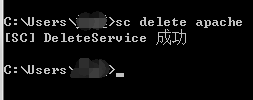 C:\Users\>sc delete apache
[SC] DeleteService 成功
C:\Users\>_